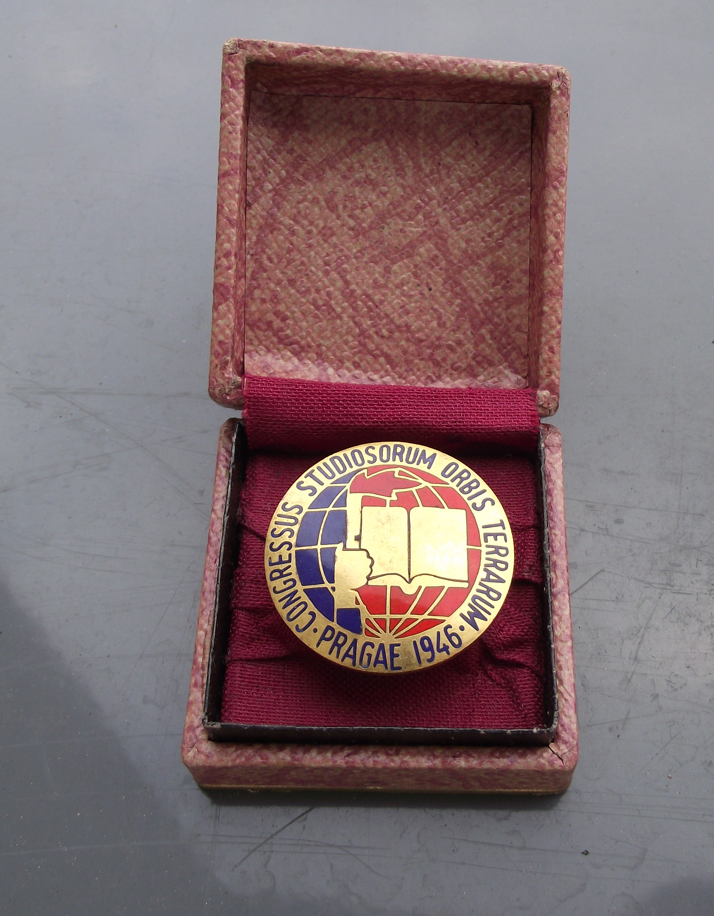 CONGRESSUS STUDIOSORUM ORBIS TERRARUM ·
· PRAGAE 1946